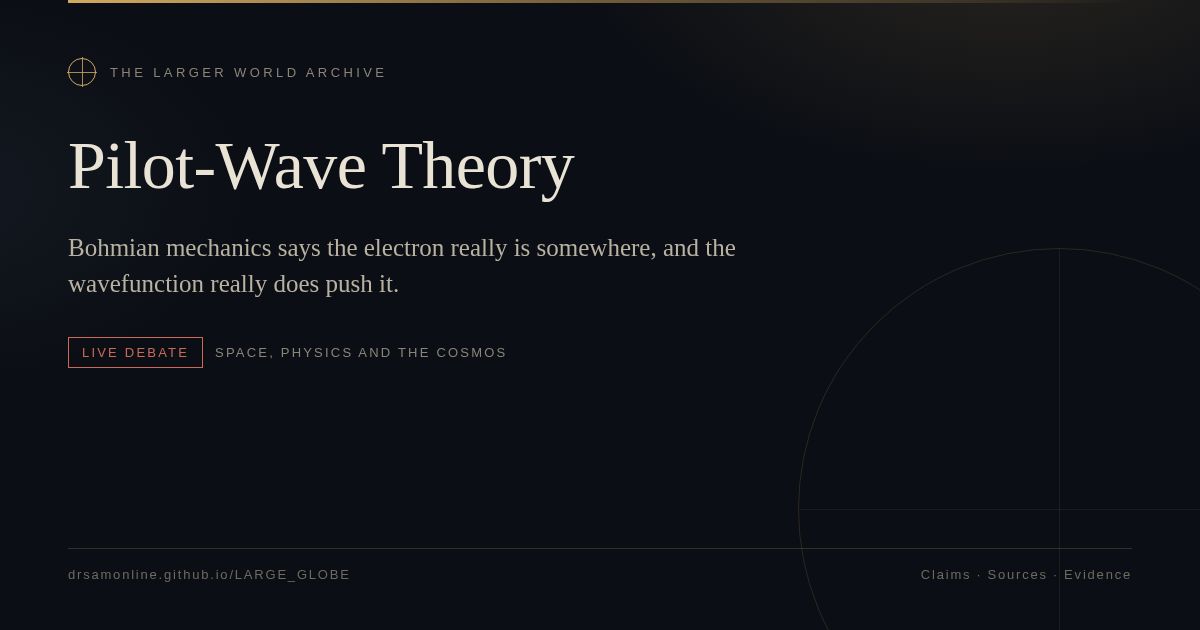 THE LARGER WORLD ARCHIVE
Pilot-Wave Theory
Bohmian mechanics says the electron really is somewhere, and the
wavefunction really does push it.
LIVE DEBATE SPACE, PHYSICS AND THE COSMOS
drsamonline.github.io/LARGE_GLOBE Claims · Sources · Evidence